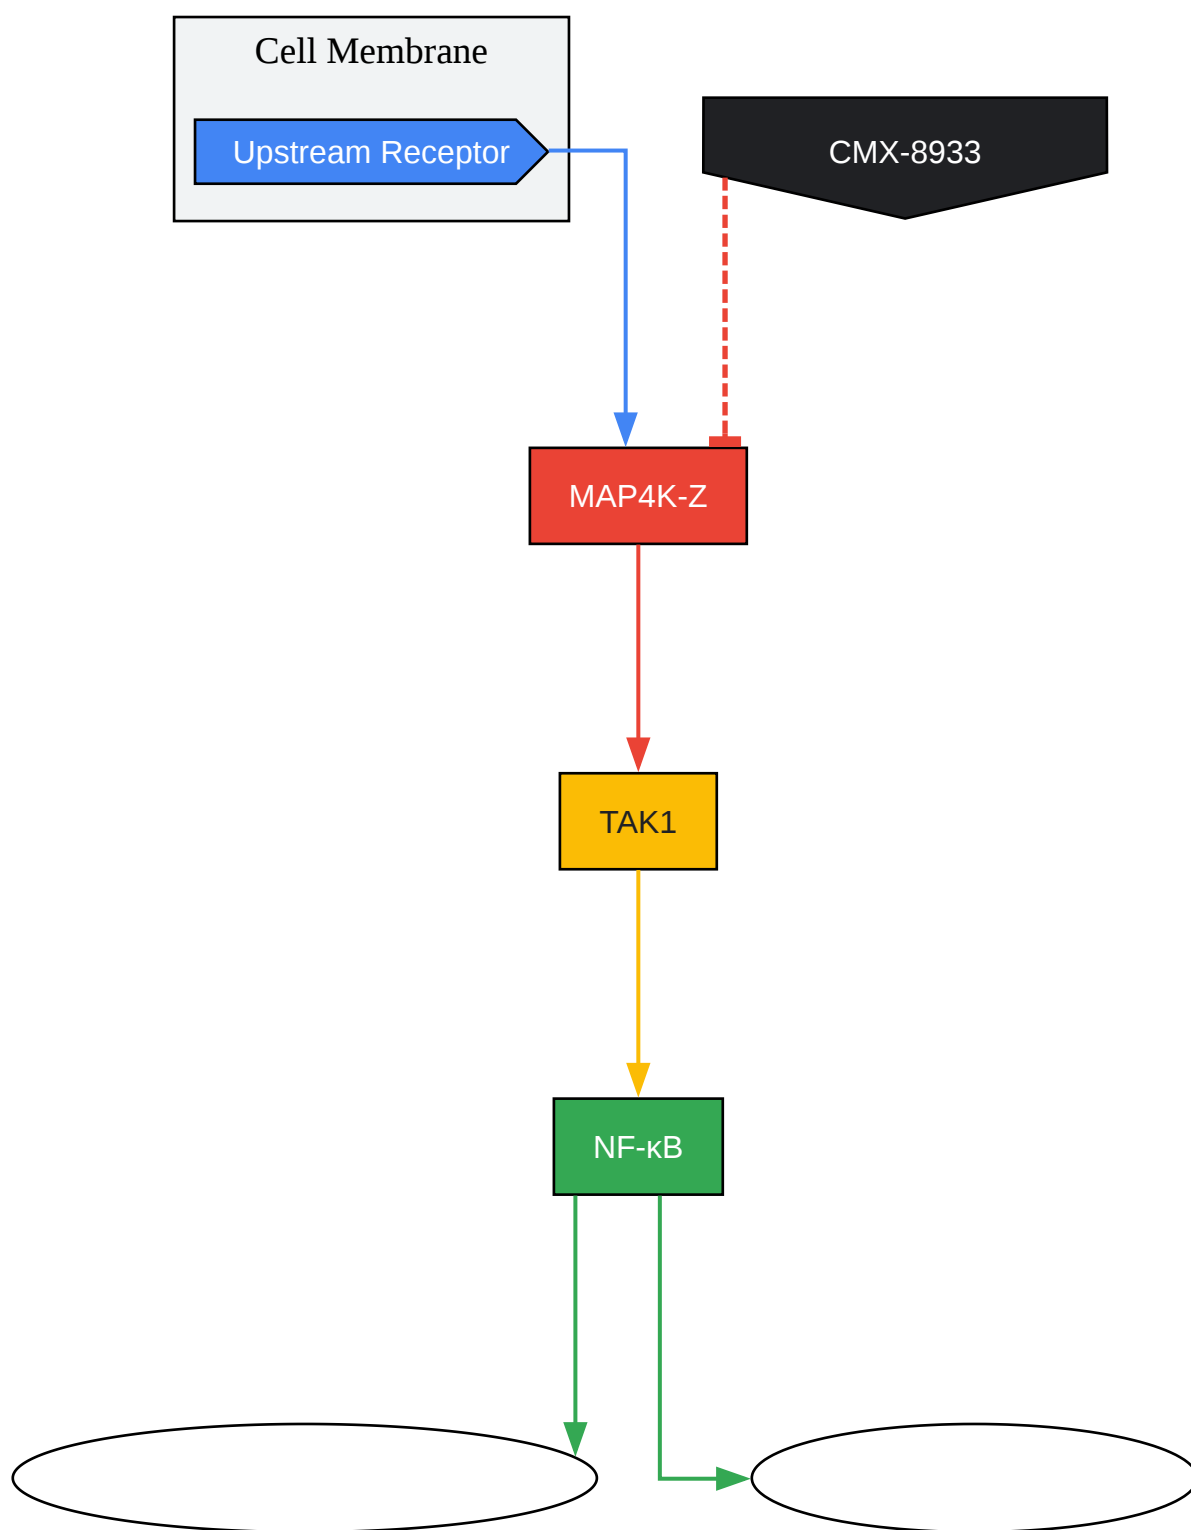 Cell Membrane
Upstream Receptor
CMX-8933
MAP4K-Z
TAK1
NF-κB